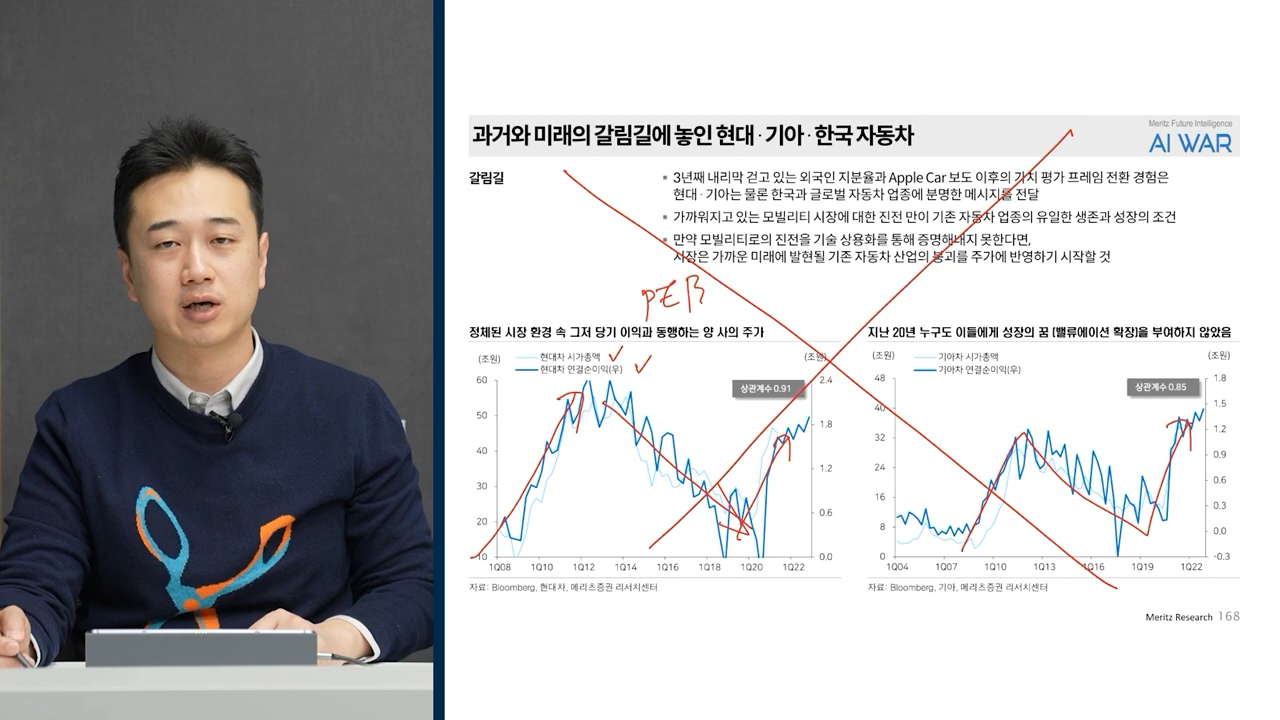 과거와 미래의 갈림길에 놓인 현대·기아·한국 자동차
Meritz Future Intelligence
AI WAR
갈림길
▪ 3년째 내리막 걷고 있는 외국인 지분율과 Apple Car 보도 이후의 가치 평가 프레임 전환 경험은
현대·기아는 물론 한국과 글로벌 자동차 업종에 분명한 메시지를 전달
▪ 가까워지고 있는 모빌리티 시장에 대한 진전 만이 기존 자동차 업종의 유일한 생존과 성장의 조건
▪ 만약 모빌리티로의 진전을 기술 상용화를 통해 증명해내지 못한다면,
시장은 가까운 미래에 발현될 기존 자동차 산업의 붕괴를 주가에 반영하기 시작할 것
PER
정체된 시장 환경 속 그저 당기 이익과 동행하는 양 사의 주가
(조원)
현대차 시가총액
현대차 연결순이익(우)
(조원)
상관계수 0.91
60
50
40
30
20
10
2.4
1.8
1.2
0.6
0.0
1Q08 1Q10 1Q12 1Q14 1Q16 1Q18 1Q20 1Q22
자료: Bloomberg, 현대차, 메리츠증권 리서치센터
지난 20년 누구도 이들에게 성장의 꿈 (밸류에이션 확장)을 부여하지 않았음
(조원)
기아차 시가총액
기아차 연결순이익(우)
(조원)
상관계수 0.85
48
40
32
24
16
8
0
1.8
1.5
1.2
0.9
0.6
0.3
0.0
-0.3
1Q04 1Q07 1Q10 1Q13 1Q16 1Q19 1Q22
자료: Bloomberg, 기아, 메리츠증권 리서치센터
Meritz Research 168